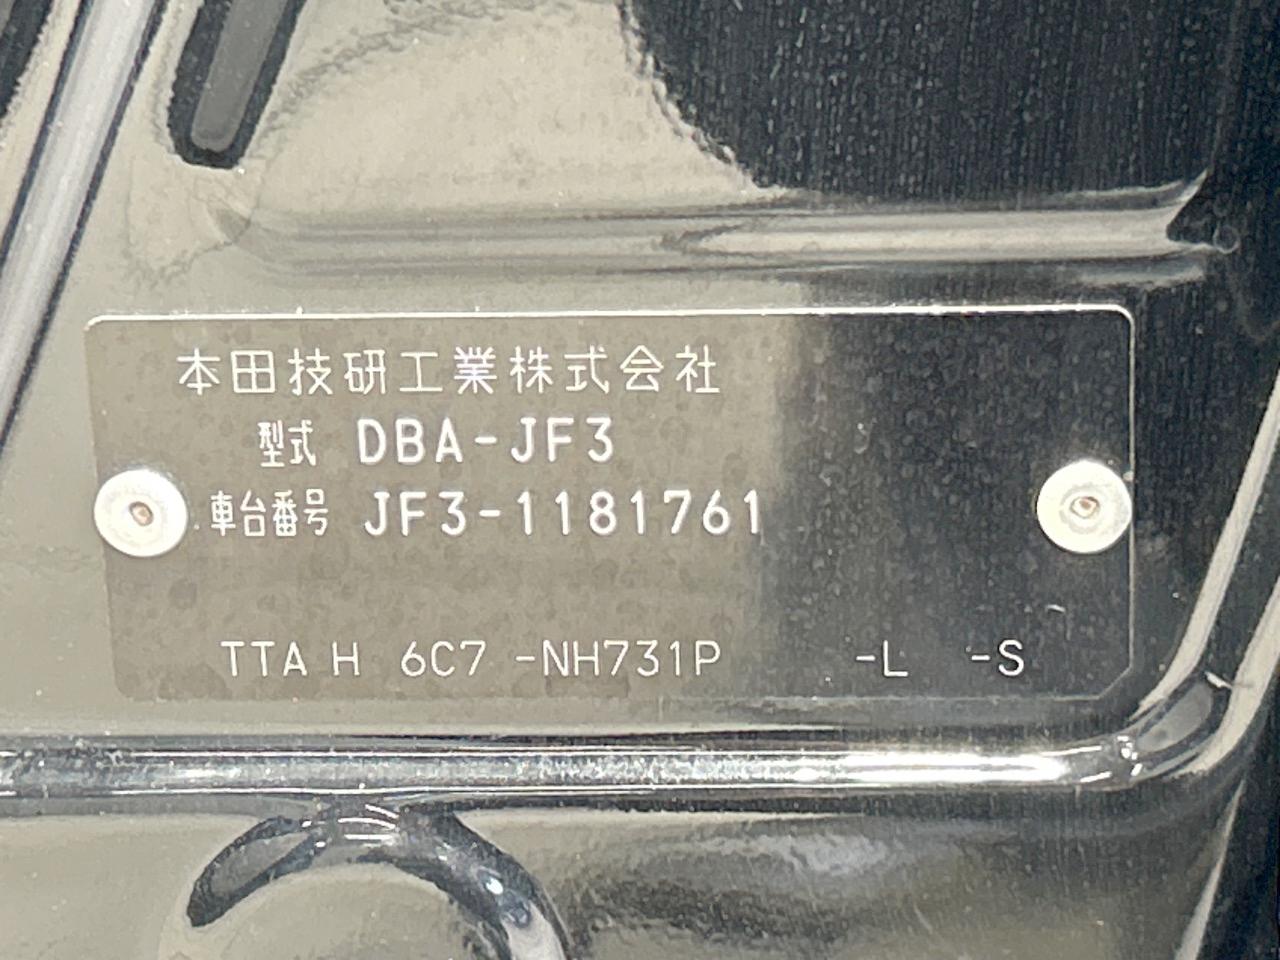 本田技研工業株式会社
型式 DBA-JF3
車台番号 JF3-1181761
TTA H 6C7 -NH731P -L -S